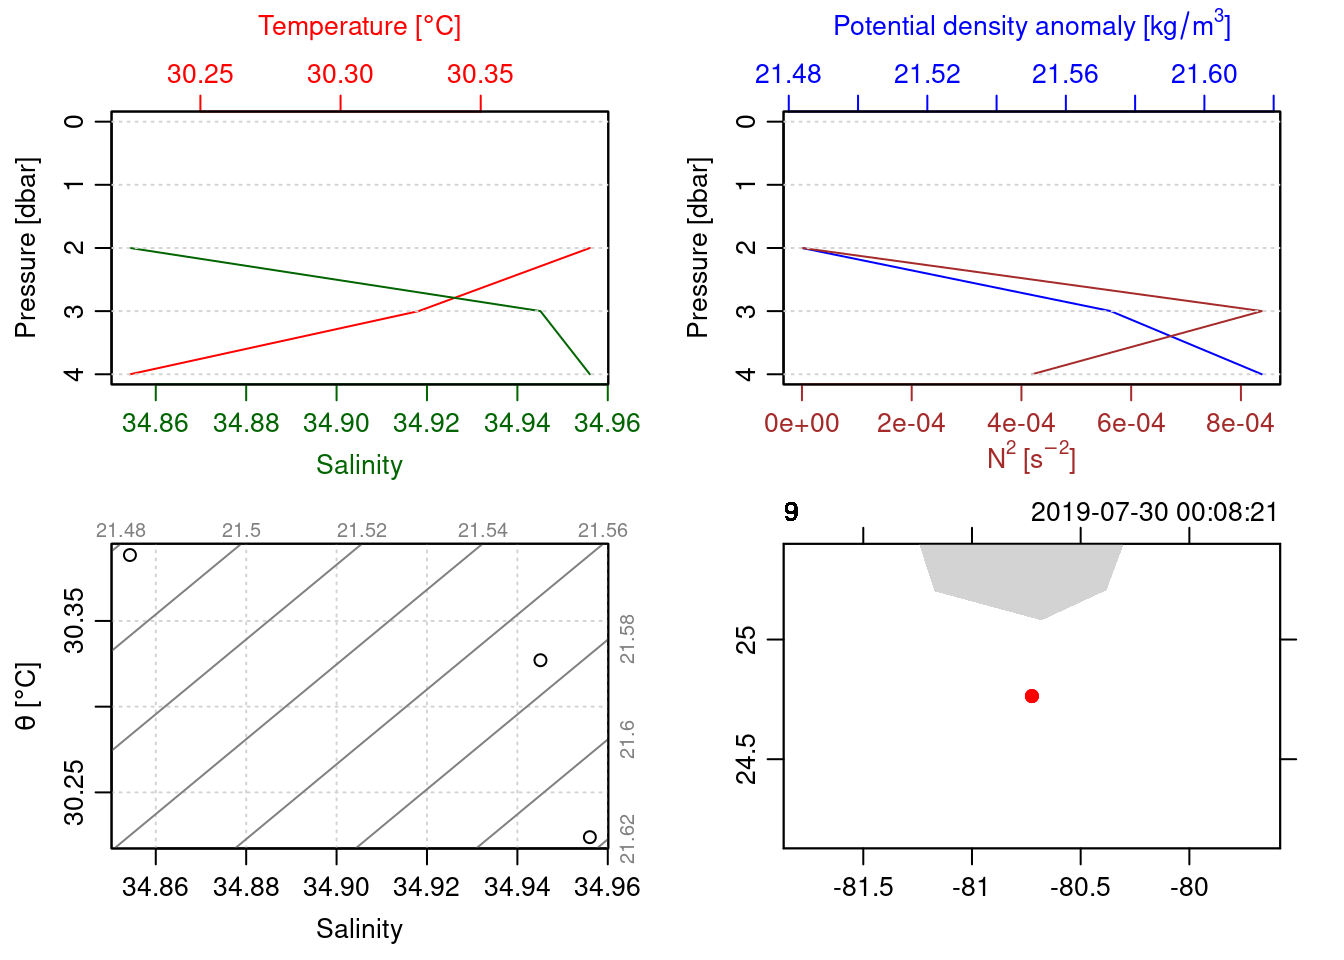 Temperature [°C]
30.25 30.30 30.35
0
1
2
3
4
Pressure [dbar]
34.86 34.88 34.90 34.92 34.94 34.96
Salinity
Potential density anomaly [kg/m³]
21.48 21.52 21.56 21.60
0
1
2
3
4
Pressure [dbar]
0e+00 2e-04 4e-04 6e-04 8e-04
N² [s⁻²]
21.48 21.5 21.52 21.54 21.56
21.58
21.6
21.62
30.35
30.25
θ [°C]
34.86 34.88 34.90 34.92 34.94 34.96
Salinity
9 2019-07-30 00:08:21
25
24.5
-81.5 -81 -80.5 -80